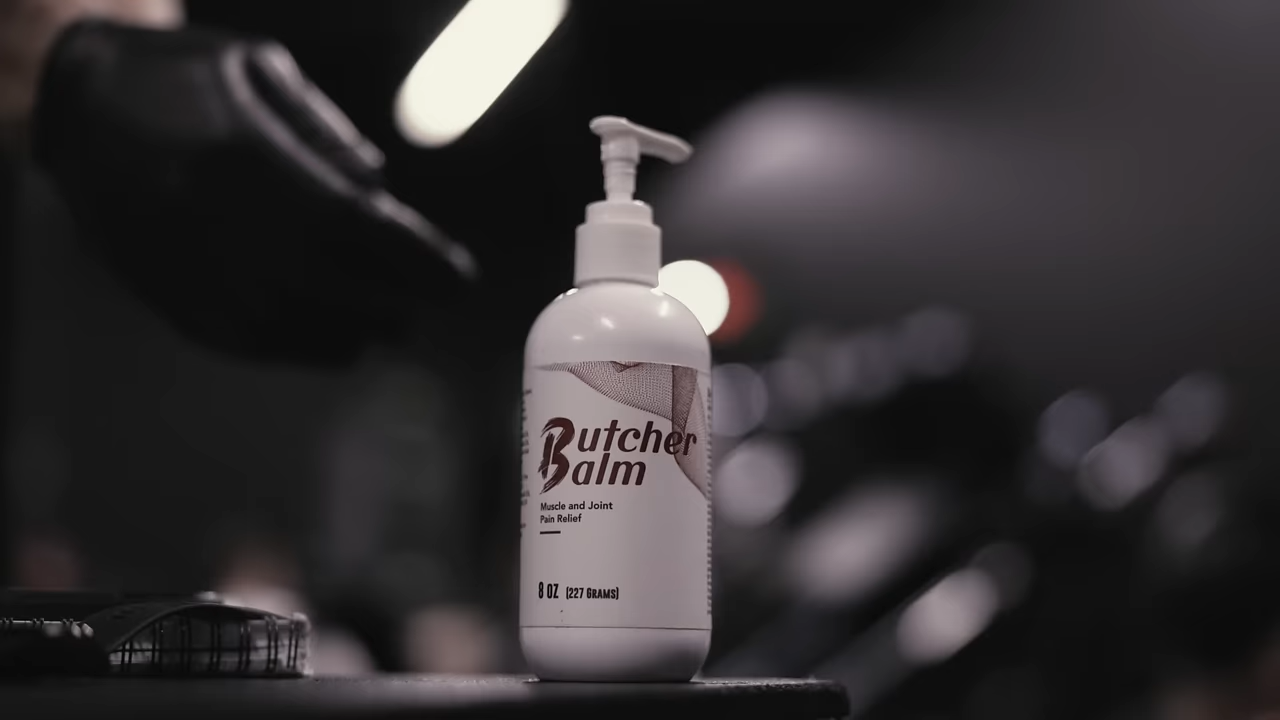 Butcher
Balm
Muscle and Joint
Pain Relief
8 OZ (227 GRAMS)